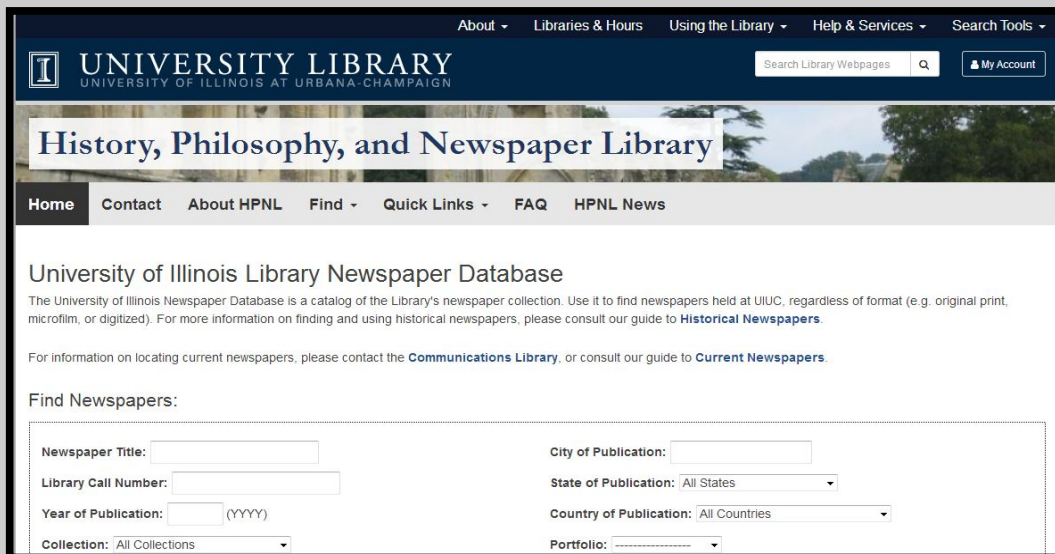 About Libraries & Hours Using the Library Help & Services Search Tools
UNIVERSITY LIBRARY
UNIVERSITY OF ILLINOIS AT URBANA-CHAMPAIGN
Search Library Webpages
My Account
History, Philosophy, and Newspaper Library
Home Contact About HPNL Find Quick Links FAQ HPNL News
University of Illinois Library Newspaper Database
The University of Illinois Newspaper Database is a catalog of the Library's newspaper collection. Use it to find newspapers held at UIUC, regardless of format (e.g. original print,
microfilm, or digitized). For more information on finding and using historical newspapers, please consult our guide to Historical Newspapers.
For information on locating current newspapers, please contact the Communications Library, or consult our guide to Current Newspapers.
Find Newspapers:
Newspaper Title: City of Publication:
Library Call Number: State of Publication: All States
Year of Publication: (YYYY) Country of Publication: All Countries
Collection: All Collections Portfolio: -----------------